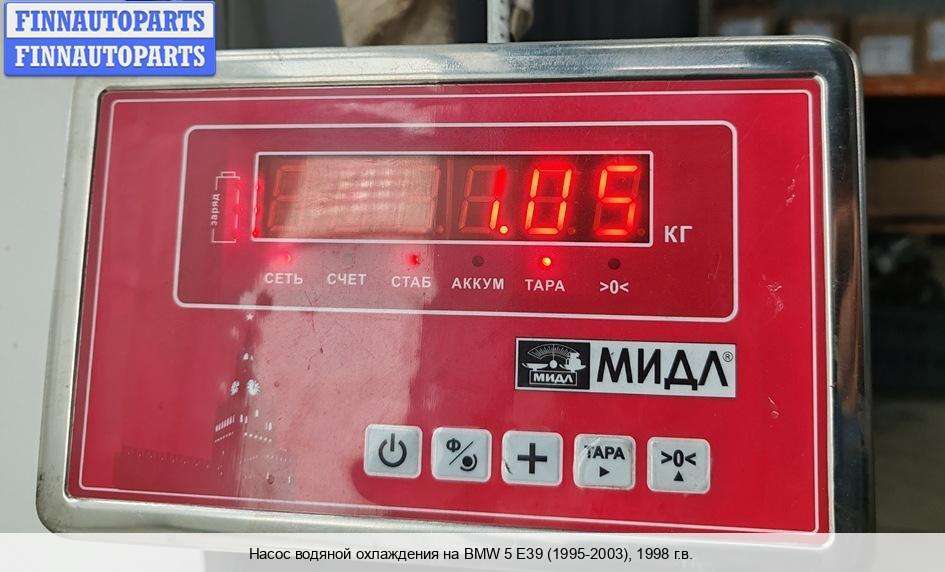 FINNAUTOPARTS
FINNAUTOPARTS
заряд
1.05
КГ
СЕТЬ СЧЕТ СТАБ АККУМ ТАРА >0<
МИДЛ МИДЛ®
Ф ТАРА >0<
Насос водяной охлаждения на BMW 5 E39 (1995-2003), 1998 г.в.